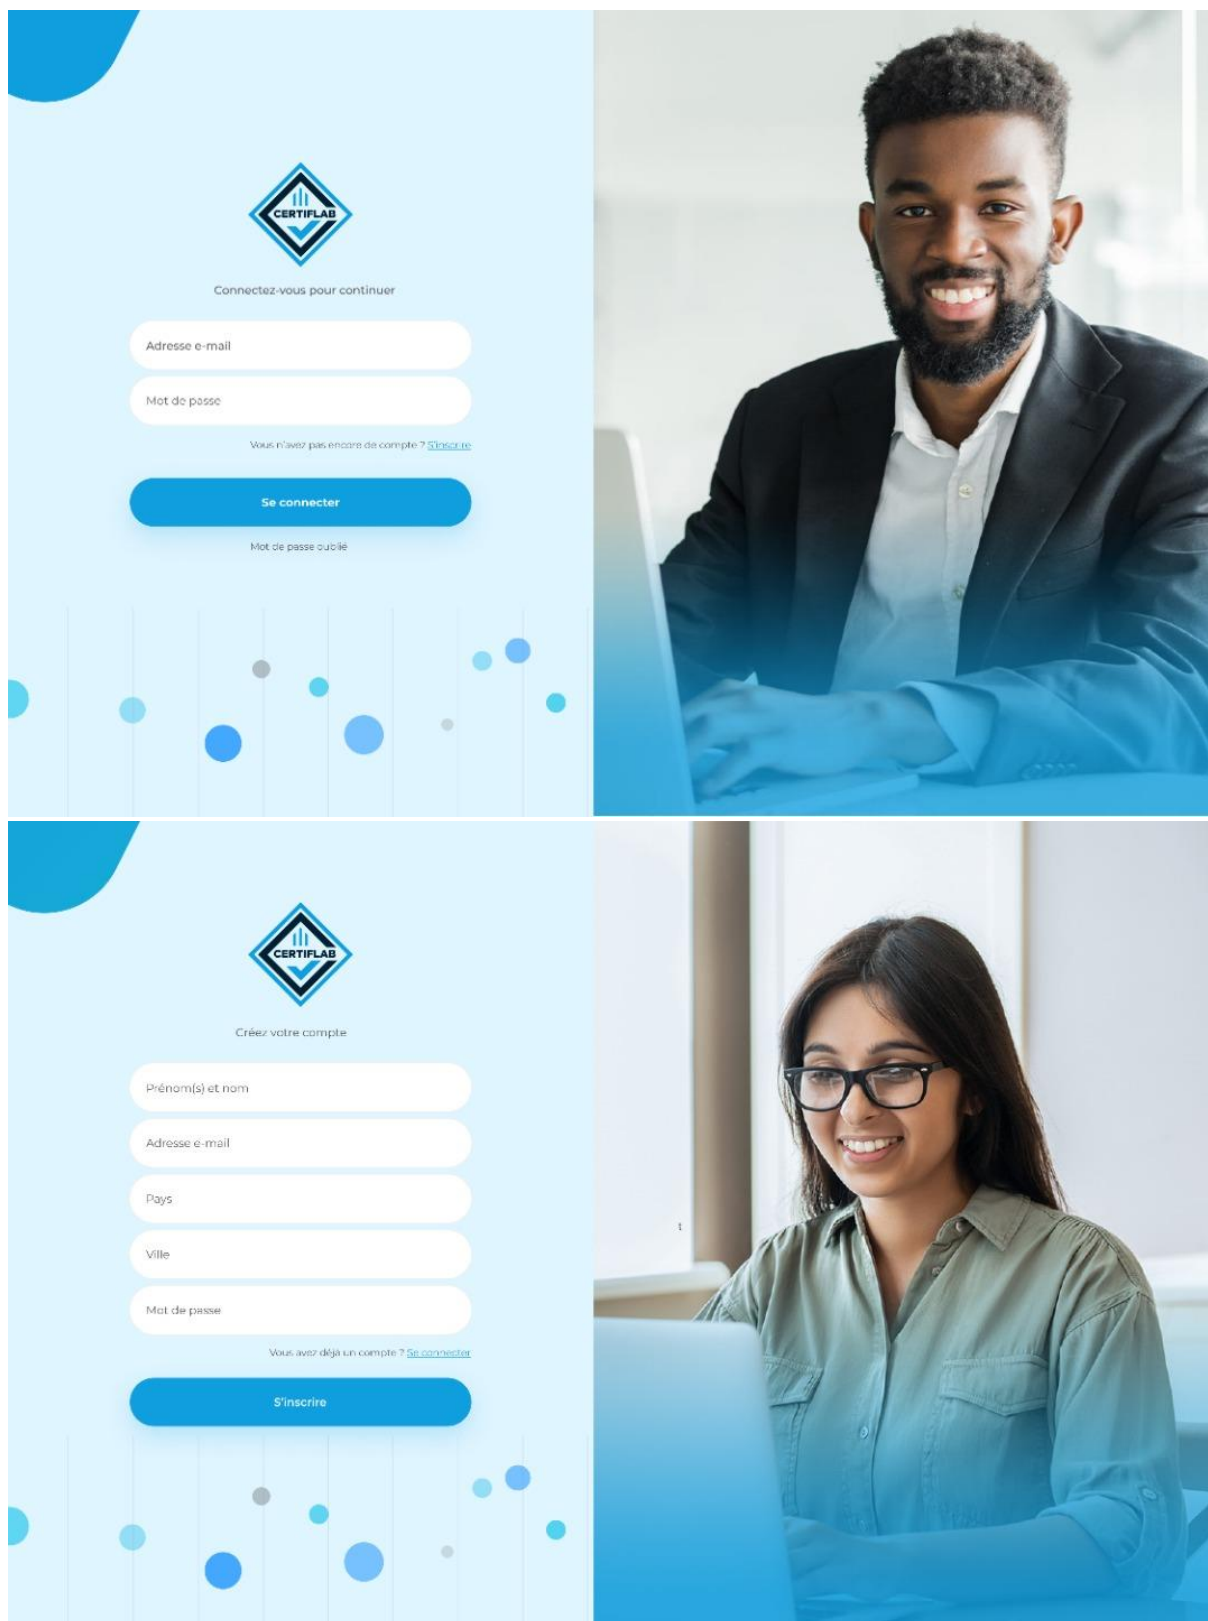 CERTIFLAB
Connectez-vous pour continuer
Adresse e-mail
Mot de passe
Vous n'avez pas encore de compte ? S'inscrire
Se connecter
Mot de passe oublié
CERTIFLAB
Créez votre compte
Prénom(s) et nom
Adresse e-mail
Pays
Ville
Mot de passe
Vous avez déjà un compte ? Se connecter
S'inscrire
t